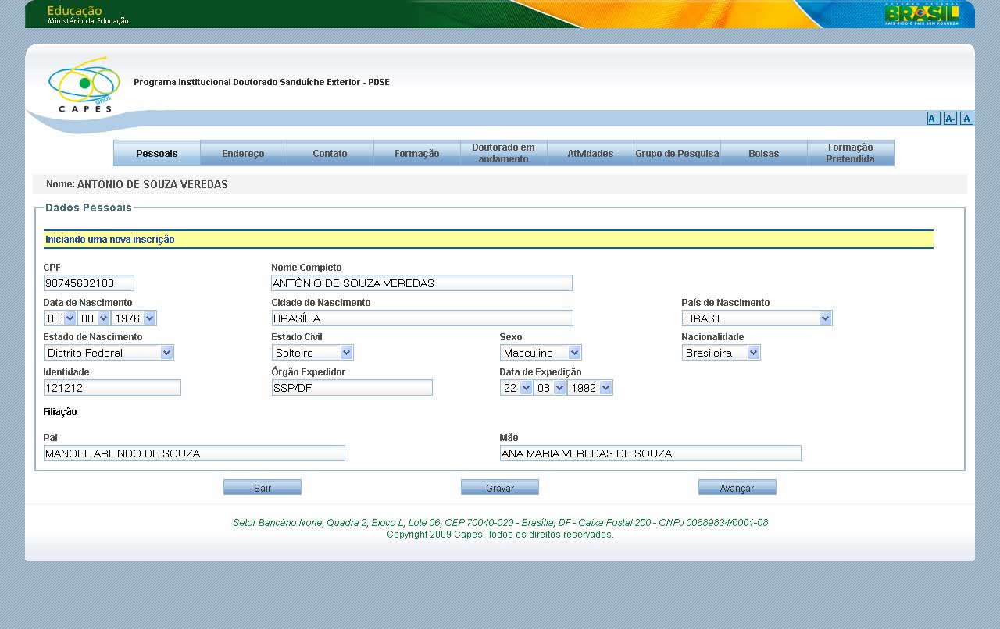 Educação
Ministério da Educação
GOVERNO FEDERAL
BRASIL
PAÍS RICO É PAÍS SEM POBREZA
anos
CAPES
Programa Institucional Doutorado Sanduíche Exterior - PDSE
A+ A- A
Pessoais Endereço Contato Formação Doutorado em andamento Atividades Grupo de Pesquisa Bolsas Formação Pretendida
Nome: ANTÔNIO DE SOUZA VEREDAS
Dados Pessoais
Iniciando uma nova inscrição
CPF Nome Completo
98745632100 ANTÔNIO DE SOUZA VEREDAS
Data de Nascimento Cidade de Nascimento País de Nascimento
03 08 1976 BRASÍLIA BRASIL
Estado de Nascimento Estado Civil Sexo Nacionalidade
Distrito Federal Solteiro Masculino Brasileira
Identidade Órgão Expedidor Data de Expedição
121212 SSP/DF 22 08 1992
Filiação
Pai Mãe
MANOEL ARLINDO DE SOUZA ANA MARIA VEREDAS DE SOUZA
Sair Gravar Avançar
Setor Bancário Norte, Quadra 2, Bloco L, Lote 06, CEP 70040-020 - Brasília, DF - Caixa Postal 250 - CNPJ 00889834/0001-08
Copyright 2009 Capes. Todos os direitos reservados.